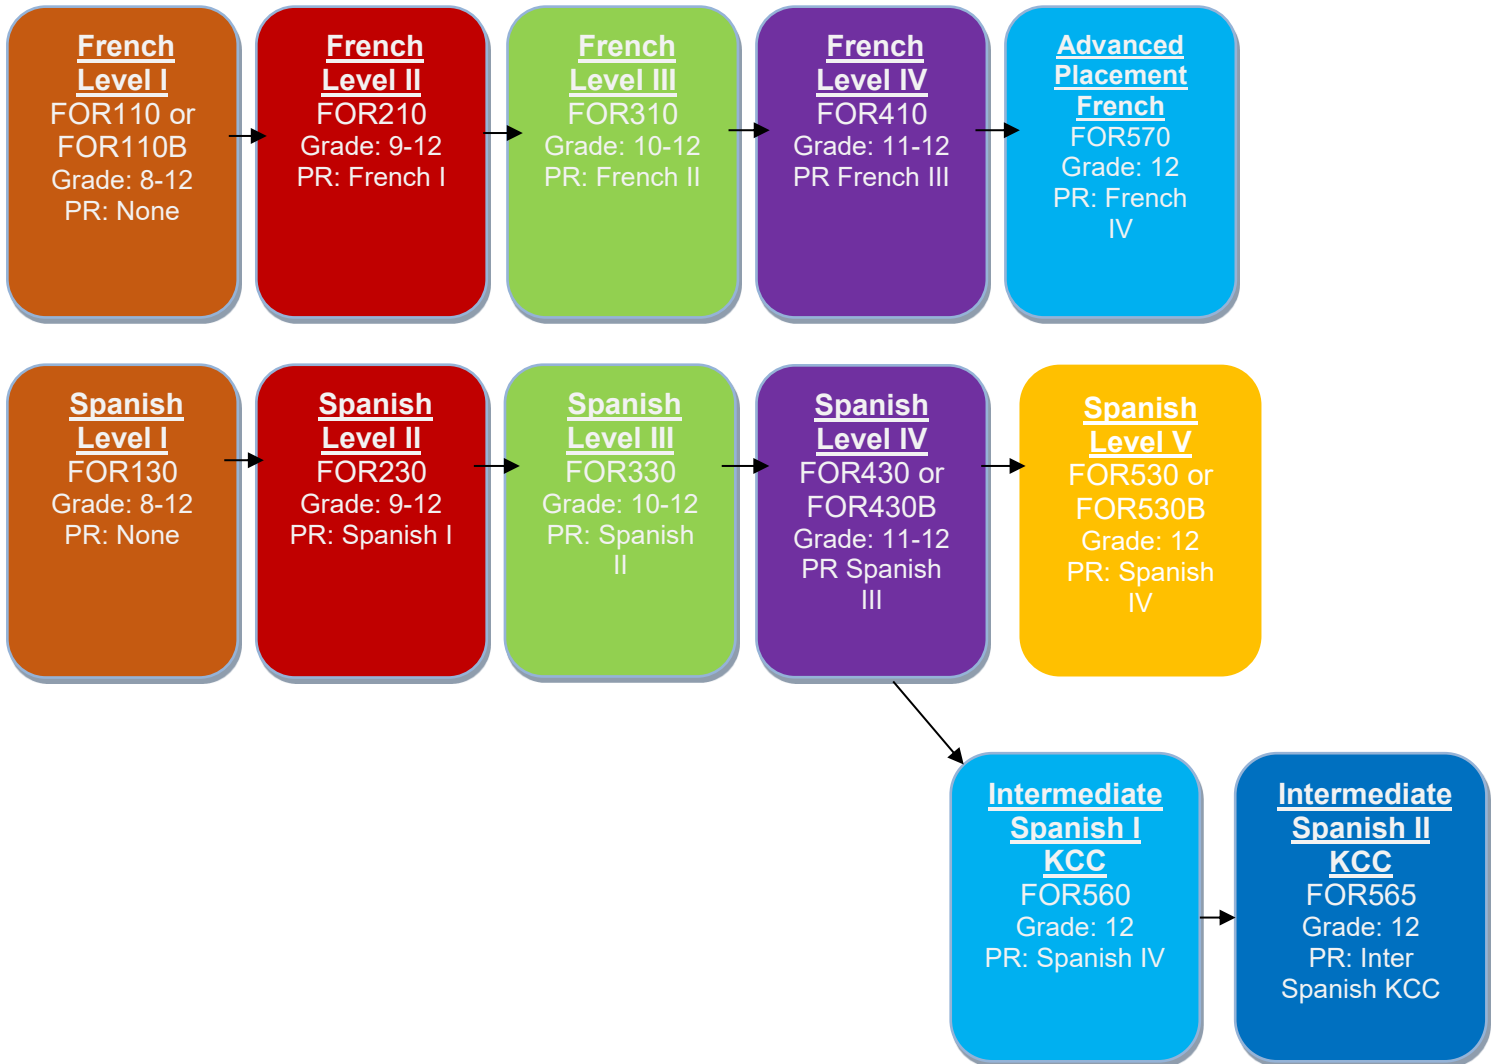 French
Level I
FOR110 or
FOR110B
Grade: 8-12
PR: None
French
Level II
FOR210
Grade: 9-12
PR: French I
French
Level III
FOR310
Grade: 10-12
PR: French II
French
Level IV
FOR410
Grade: 11-12
PR French III
Advanced
Placement
French
FOR570
Grade: 12
PR: French
IV
Spanish
Level I
FOR130
Grade: 8-12
PR: None
Spanish
Level II
FOR230
Grade: 9-12
PR: Spanish I
Spanish
Level III
FOR330
Grade: 10-12
PR: Spanish
II
Spanish
Level IV
FOR430 or
FOR430B
Grade: 11-12
PR Spanish
III
Spanish
Level V
FOR530 or
FOR530B
Grade: 12
PR: Spanish
IV
Intermediate
Spanish I
KCC
FOR560
Grade: 12
PR: Spanish IV
Intermediate
Spanish II
KCC
FOR565
Grade: 12
PR: Inter
Spanish KCC